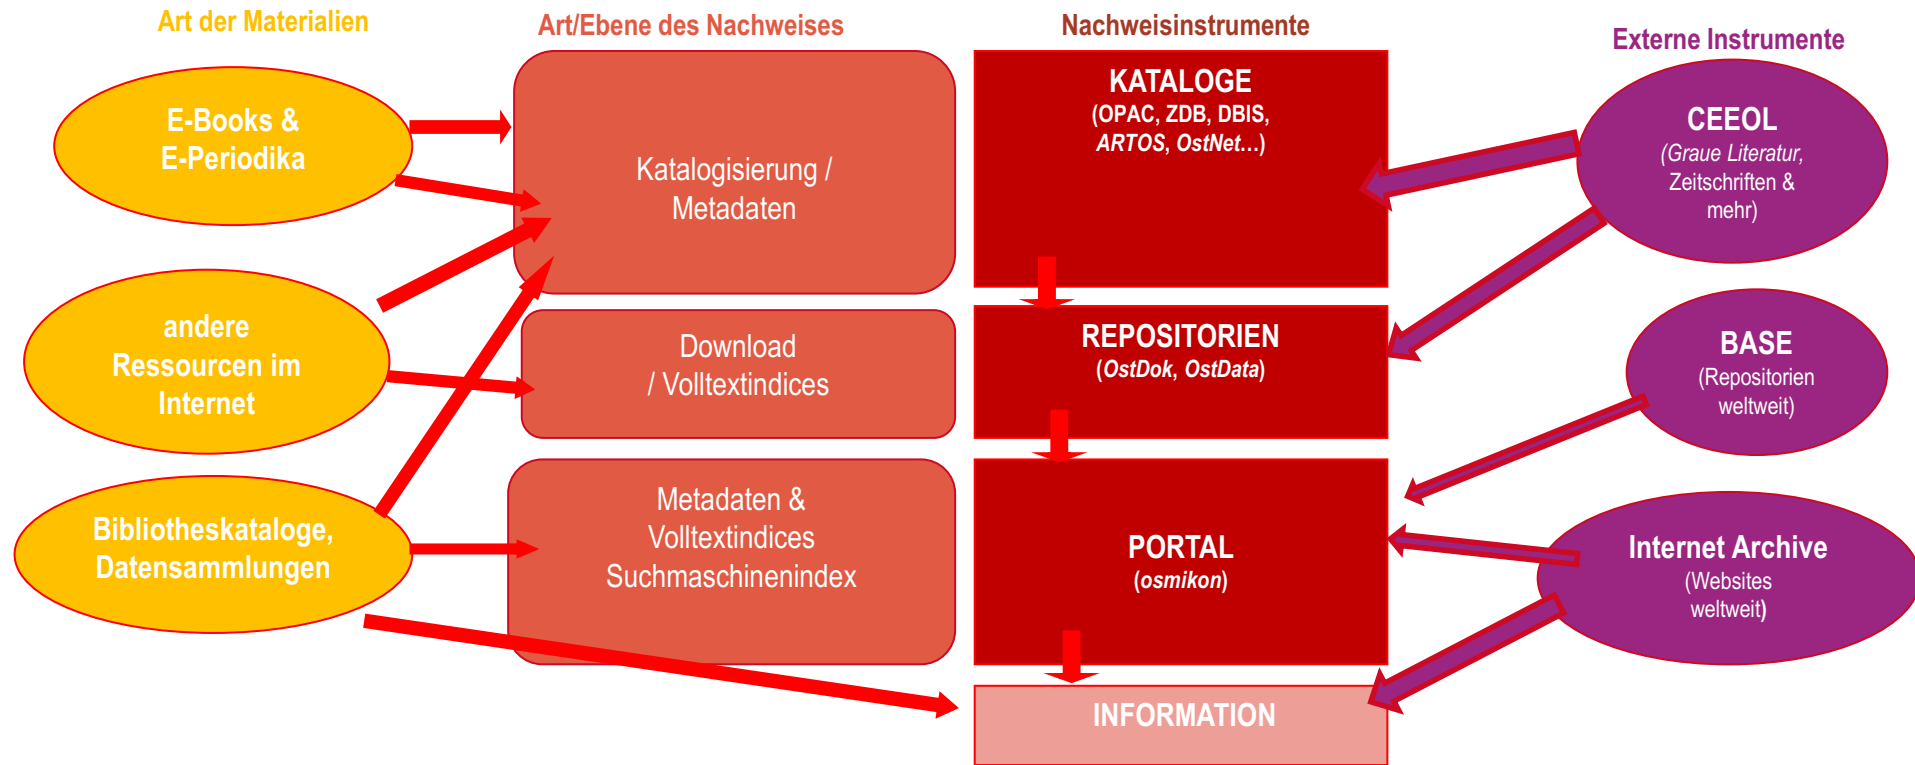 Art der Materialien
E-Books &
E-Periodika
andere
Ressourcen im
Internet
Bibliotheskataloge,
Datensammlungen
Art/Ebene des Nachweises
Katalogisierung /
Metadaten
Download
/ Volltextindices
Metadaten &
Volltextindices
Suchmaschinenindex
Nachweisinstrumente
KATALOGE
(OPAC, ZDB, DBIS,
ARTOS, OstNet…)
REPOSITORIEN
(OstDok, OstData)
PORTAL
(osmikon)
INFORMATION
Externe Instrumente
CEEOL
(Graue Literatur,
Zeitschriften &
mehr)
BASE
(Repositorien
weltweit)
Internet Archive
(Websites
weltweit)